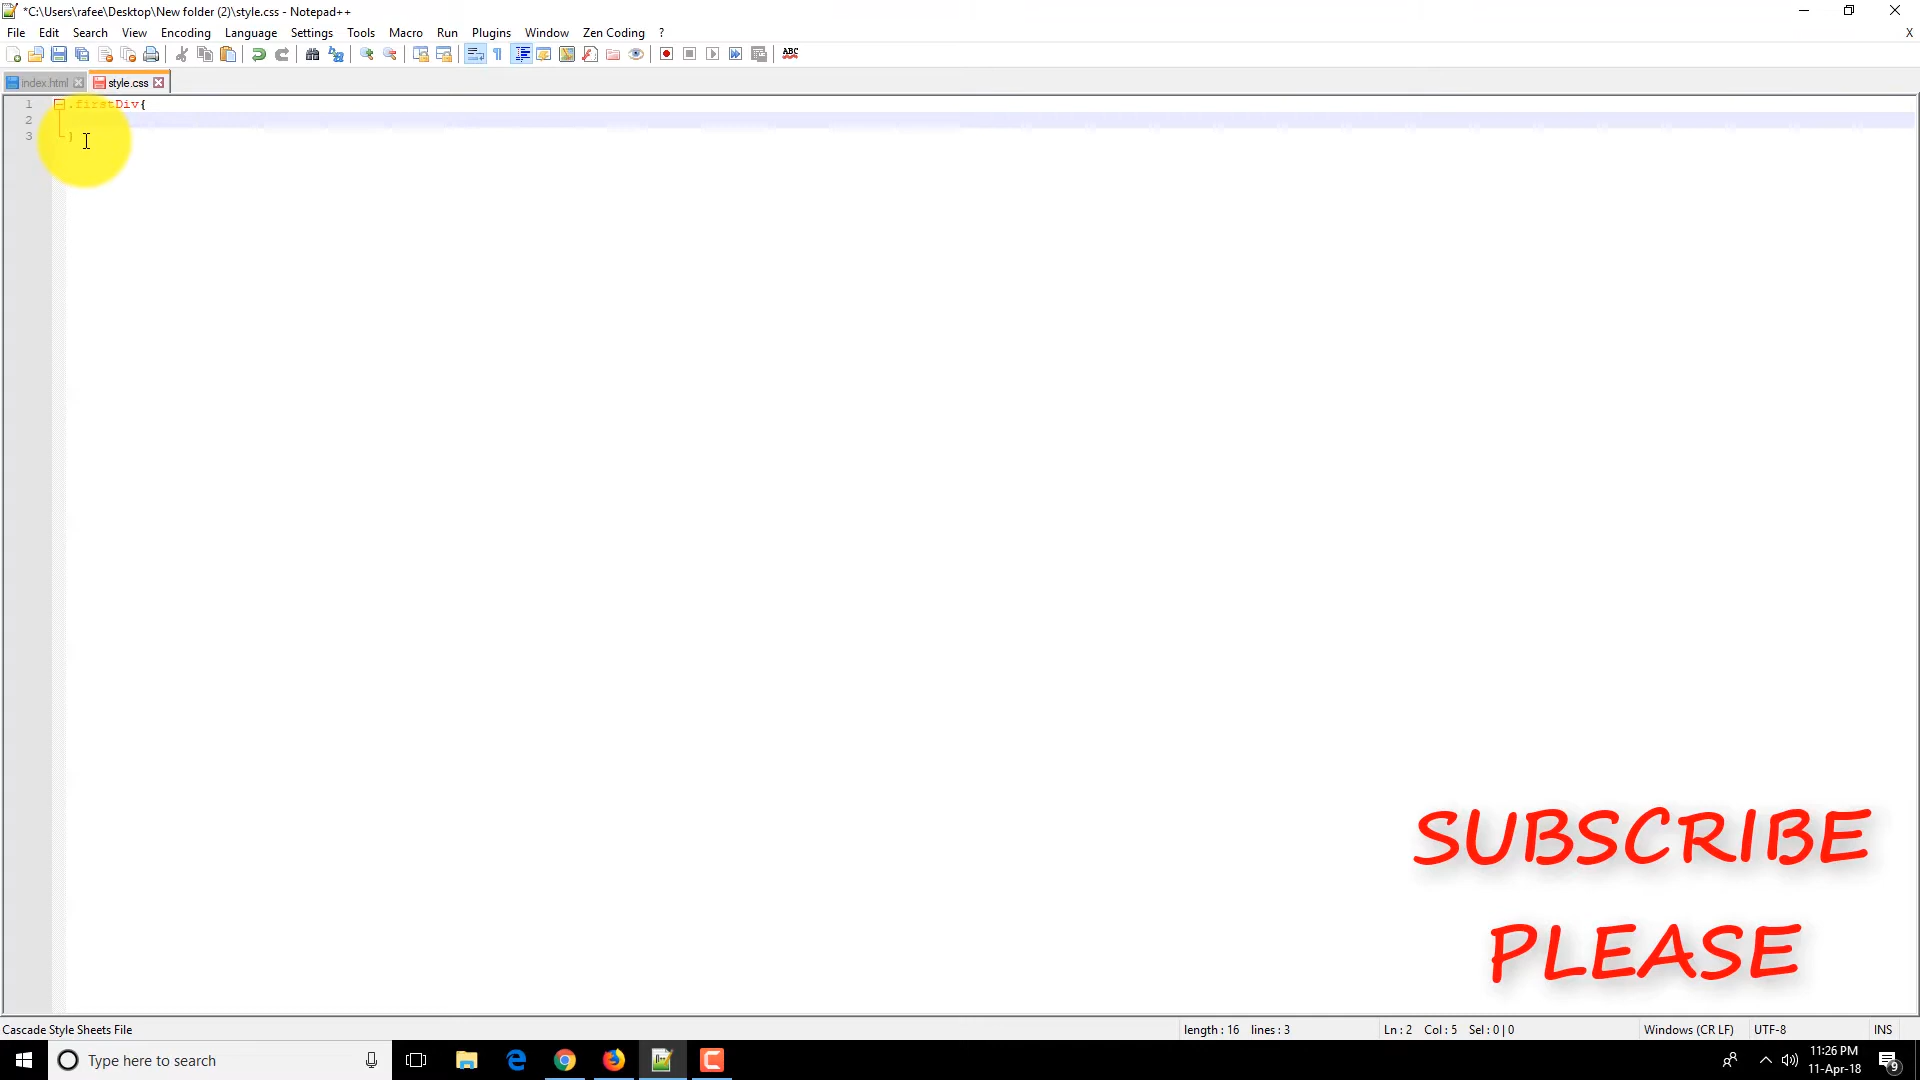 *C:\Users\rafee\Desktop\New folder (2)\style.css - Notepad++
File Edit Search View Encoding Language Settings Tools Macro Run Plugins Window Zen Coding ? X
ABC
index.html style.css
1 .firstDiv{
2
3 }
SUBSCRIBE
PLEASE
Cascade Style Sheets File length : 16 lines : 3 Ln : 2 Col : 5 Sel : 0 | 0 Windows (CR LF) UTF-8 INS
Type here to search
11:26 PM
11-Apr-18
9